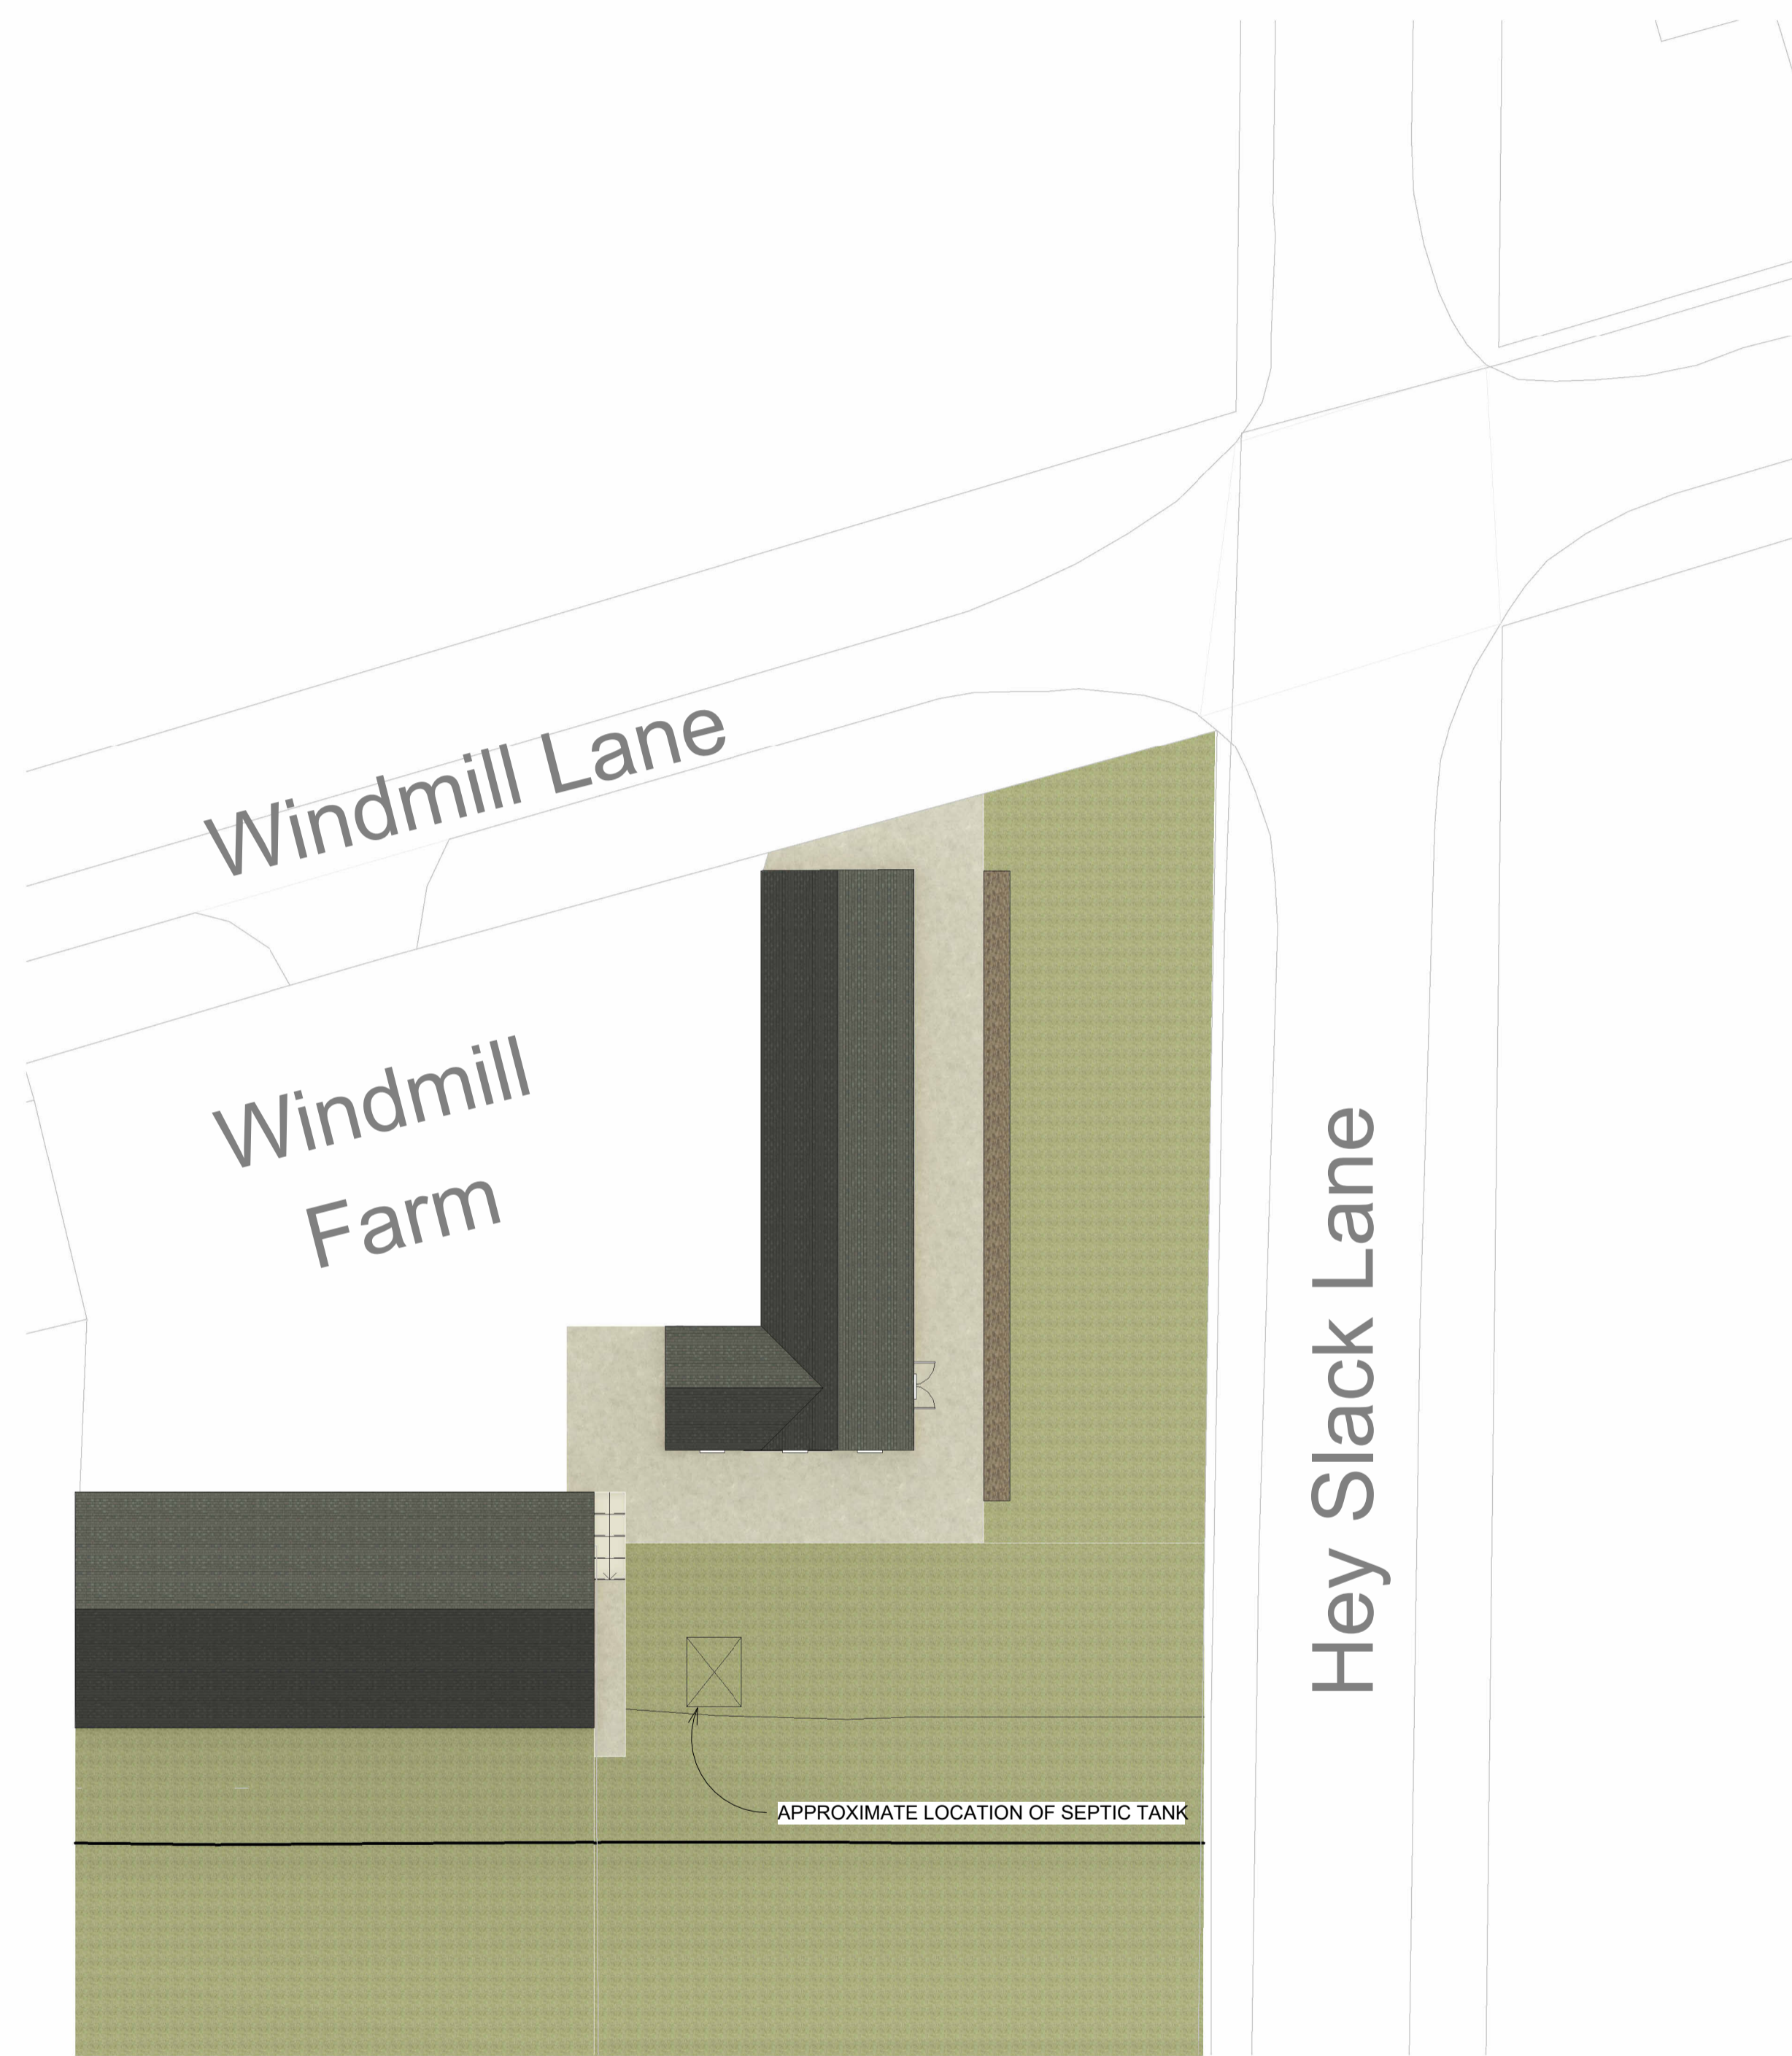 Windmill Lane
Windmill
Farm
Hey Slack Lane
APPROXIMATE LOCATION OF SEPTIC TANK